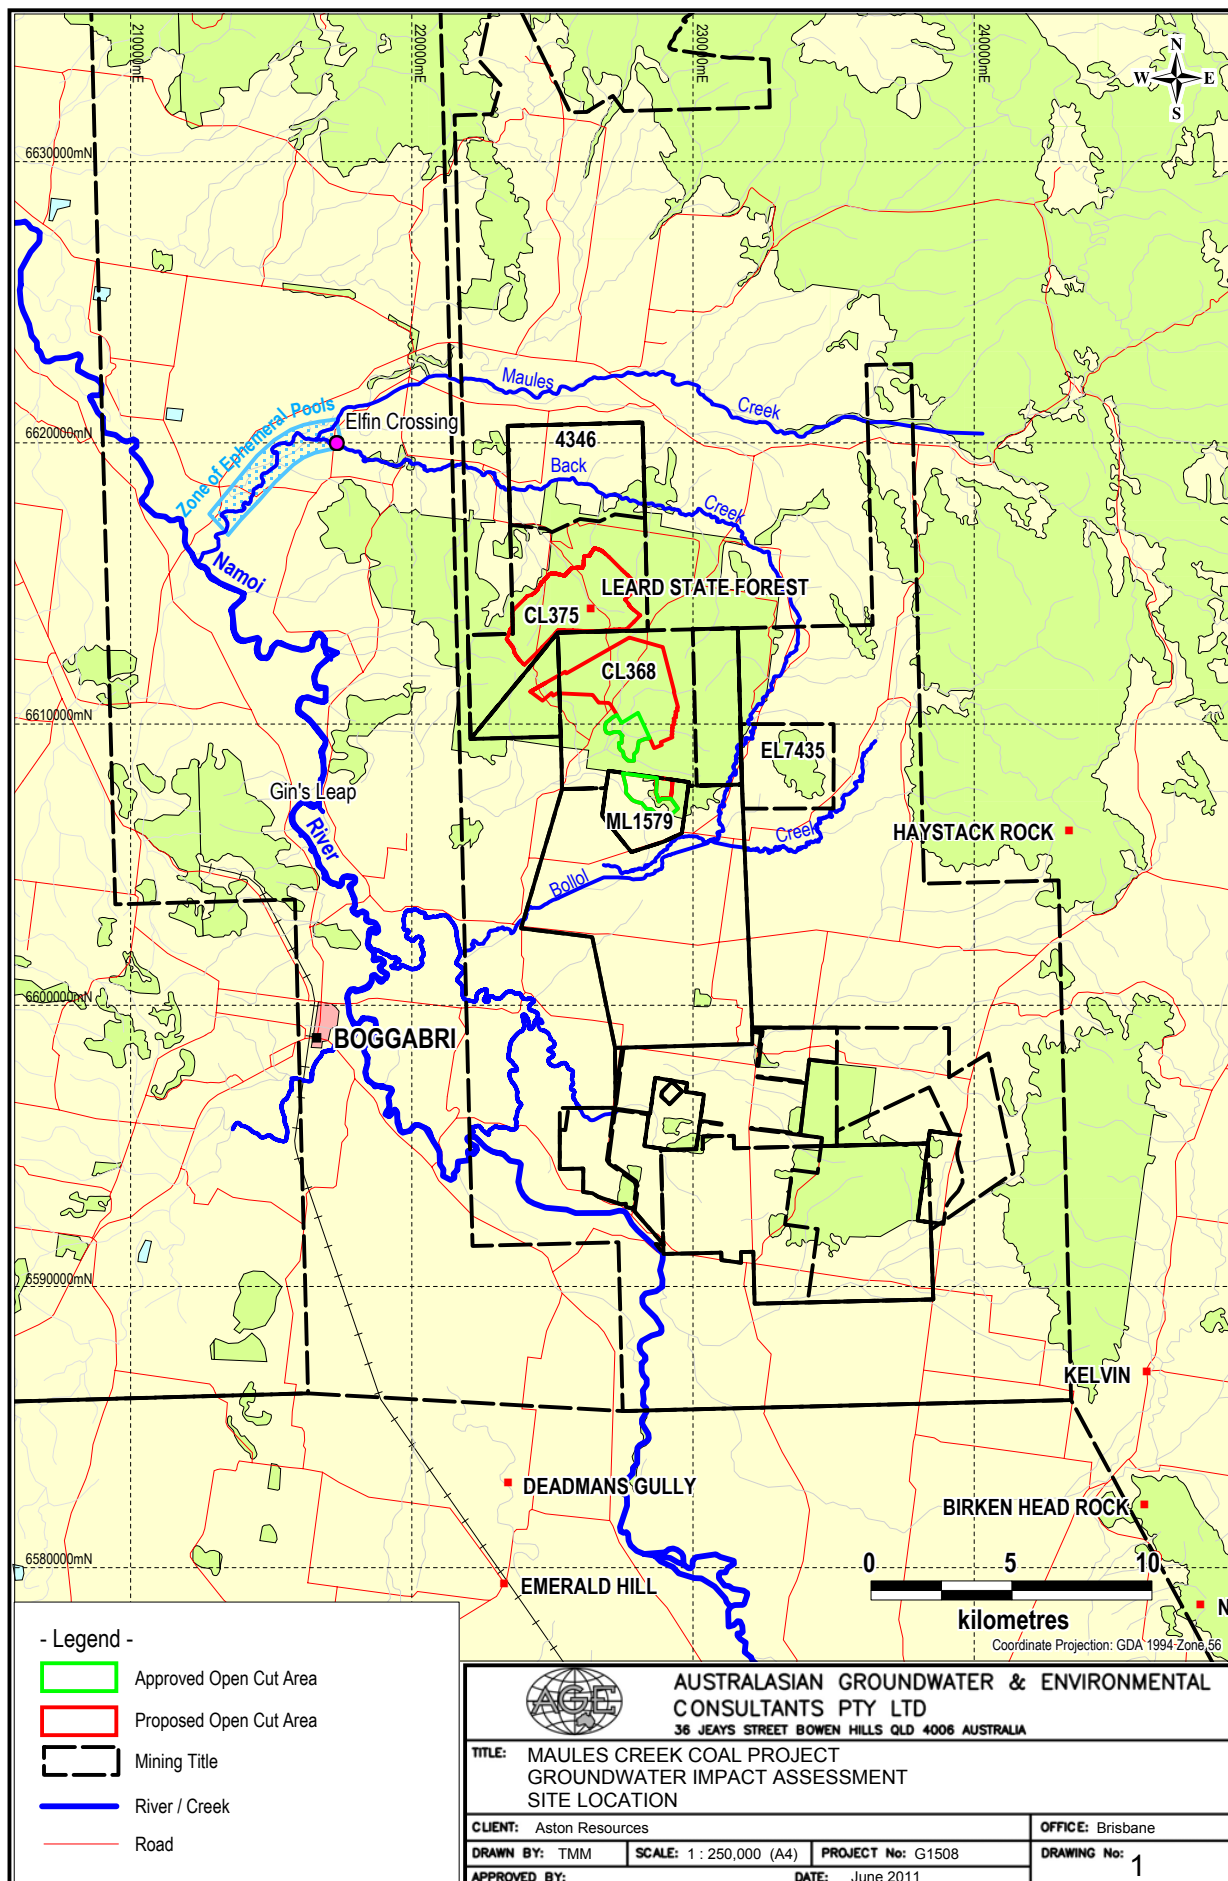 210000mE
220000mE
230000mE
240000mE
N
W E
S
6630000mN
Maules
Creek
Zone of Ephemeral Pools
Elfin Crossing
6620000mN
4346
Back
Creek
Namoi
LEARD STATE FOREST
CL375
CL368
6610000mN
EL7435
Gin's Leap
River
ML1579
Creek
HAYSTACK ROCK
Bollol
6600000mN
BOGGABRI
6590000mN
KELVIN
DEADMANS GULLY
BIRKEN HEAD ROCK
6580000mN
EMERALD HILL
0 5 10
kilometres
N
Coordinate Projection: GDA 1994 Zone 56
- Legend -
Approved Open Cut Area
Proposed Open Cut Area
Mining Title
River / Creek
Road
AGE
AUSTRALASIAN GROUNDWATER & ENVIRONMENTAL
CONSULTANTS PTY LTD
36 JEAYS STREET BOWEN HILLS QLD 4006 AUSTRALIA
TITLE: MAULES CREEK COAL PROJECT
GROUNDWATER IMPACT ASSESSMENT
SITE LOCATION
CLIENT: Aston Resources
OFFICE: Brisbane
DRAWN BY: TMM
SCALE: 1 : 250,000 (A4)
PROJECT No: G1508
DRAWING No: 1
APPROVED BY:
DATE: June 2011